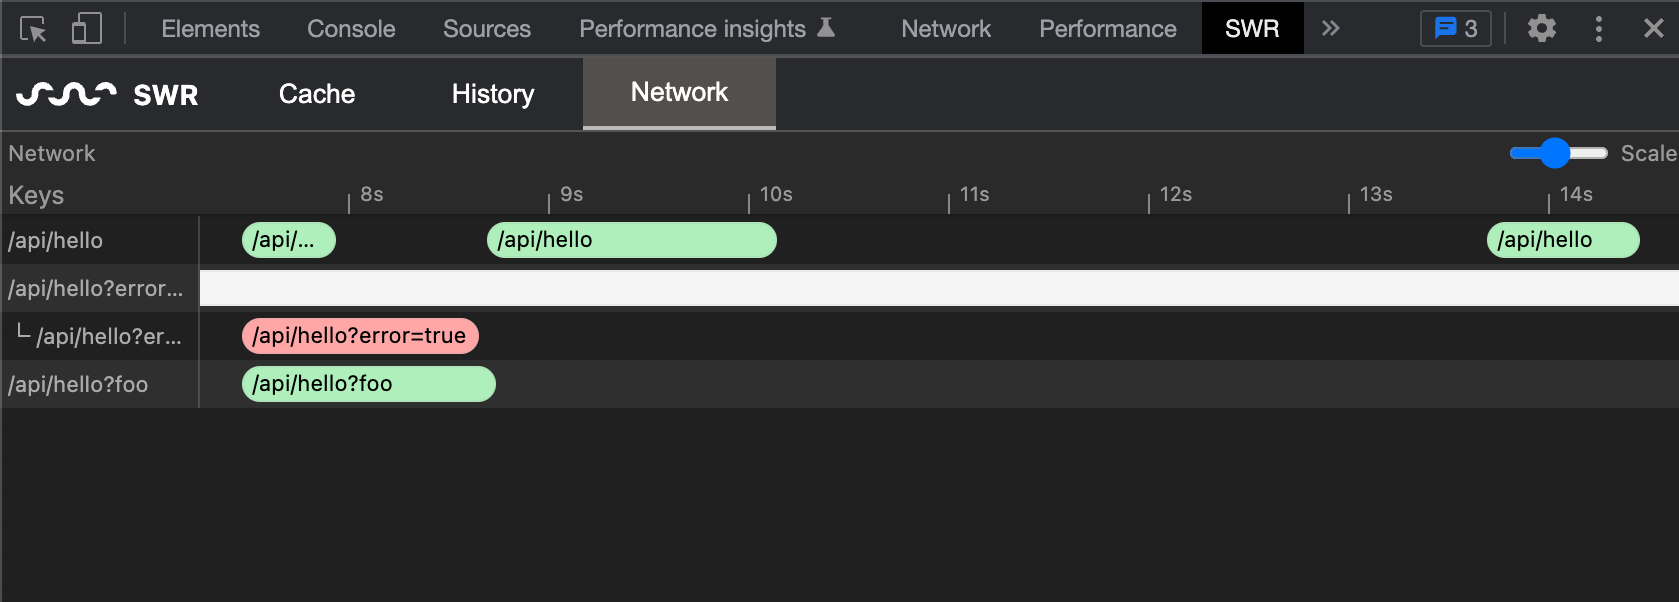 Elements Console Sources Performance insights Network Performance SWR 3
SWR Cache History Network
Network Scale
Keys 8s 9s 10s 11s 12s 13s 14s
/api/hello /api/... /api/hello /api/hello
/api/hello?error...
/api/hello?er... /api/hello?error=true
/api/hello?foo /api/hello?foo